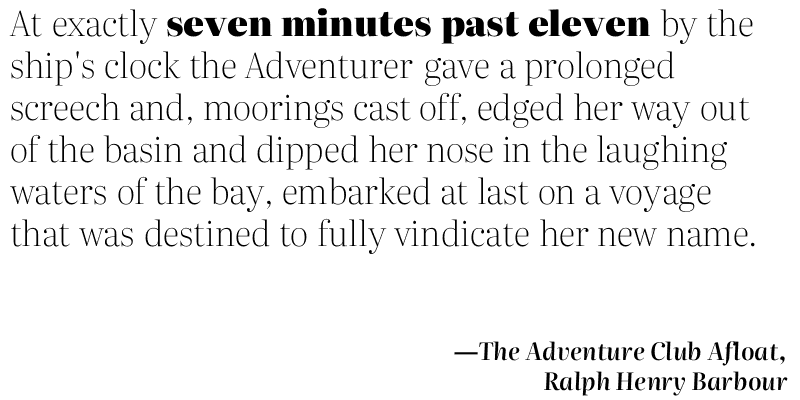 At exactly seven minutes past eleven by the
ship's clock the Adventurer gave a prolonged
screech and, moorings cast off, edged her way out
of the basin and dipped her nose in the laughing
waters of the bay, embarked at last on a voyage
that was destined to fully vindicate her new name.
—The Adventure Club Afloat,
Ralph Henry Barbour